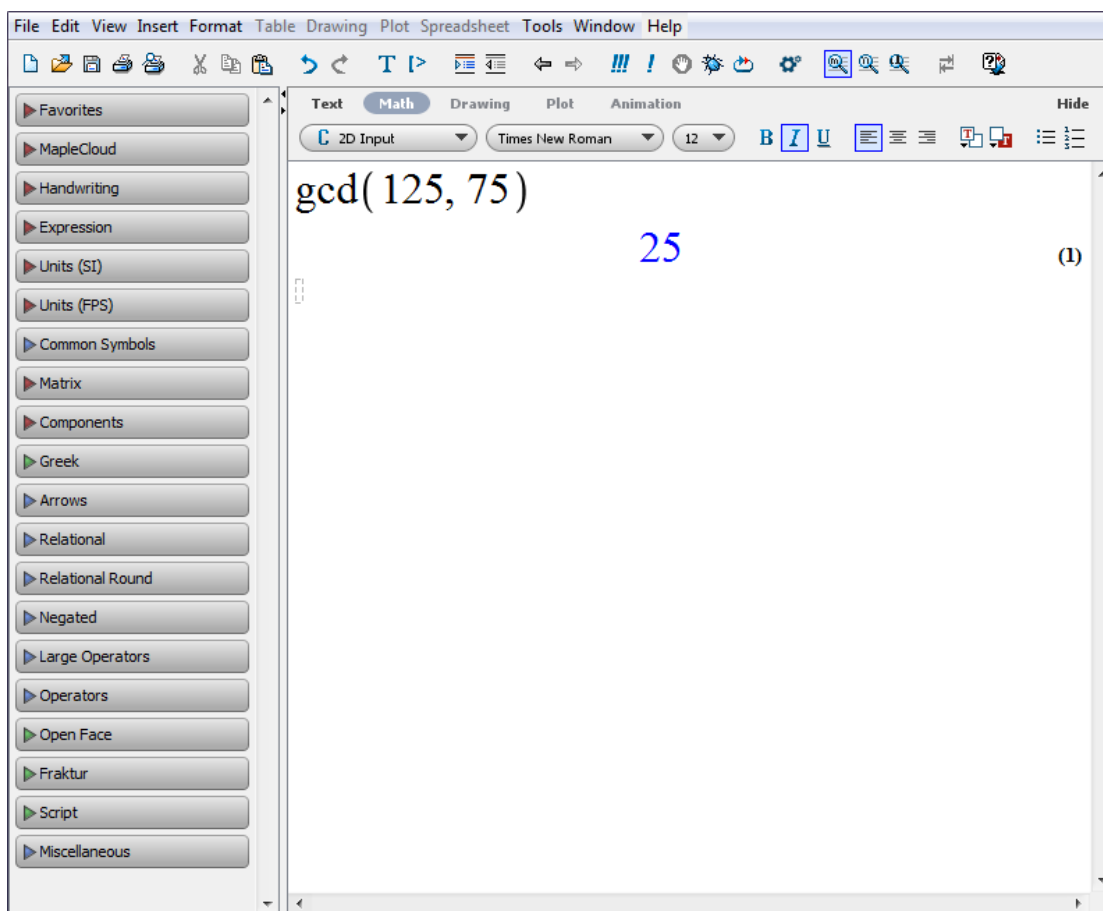 File Edit View Insert Format Table Drawing Plot Spreadsheet Tools Window Help
Favorites
MapleCloud
Handwriting
Expression
Units (SI)
Units (FPS)
Common Symbols
Matrix
Components
Greek
Arrows
Relational
Relational Round
Negated
Large Operators
Operators
Open Face
Fraktur
Script
Miscellaneous
Text Math Drawing Plot Animation Hide
C 2D Input Times New Roman 12 B I U
gcd( 125, 75 )
25 (1)